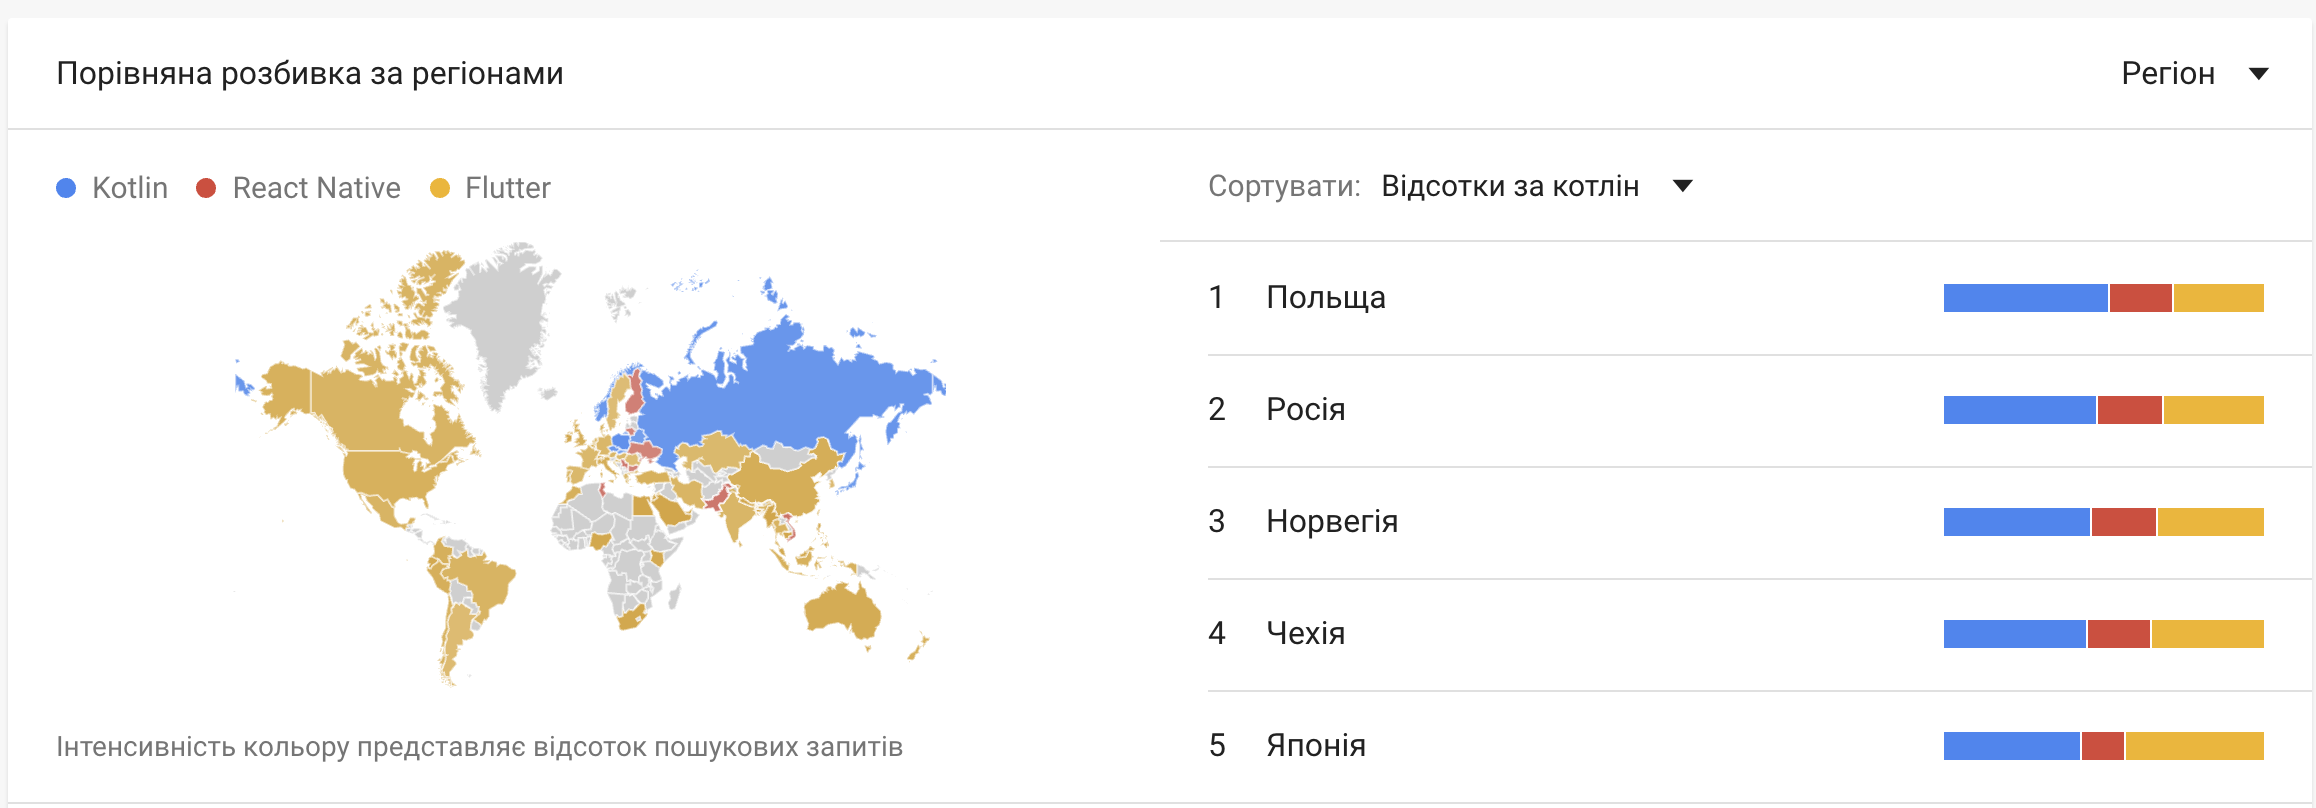 Порівняна розбивка за регіонами
Регіон
Kotlin React Native Flutter
Сортувати: Відсотки за котлін
1 Польща
2 Росія
3 Норвегія
4 Чехія
5 Японія
Інтенсивність кольору представляє відсоток пошукових запитів